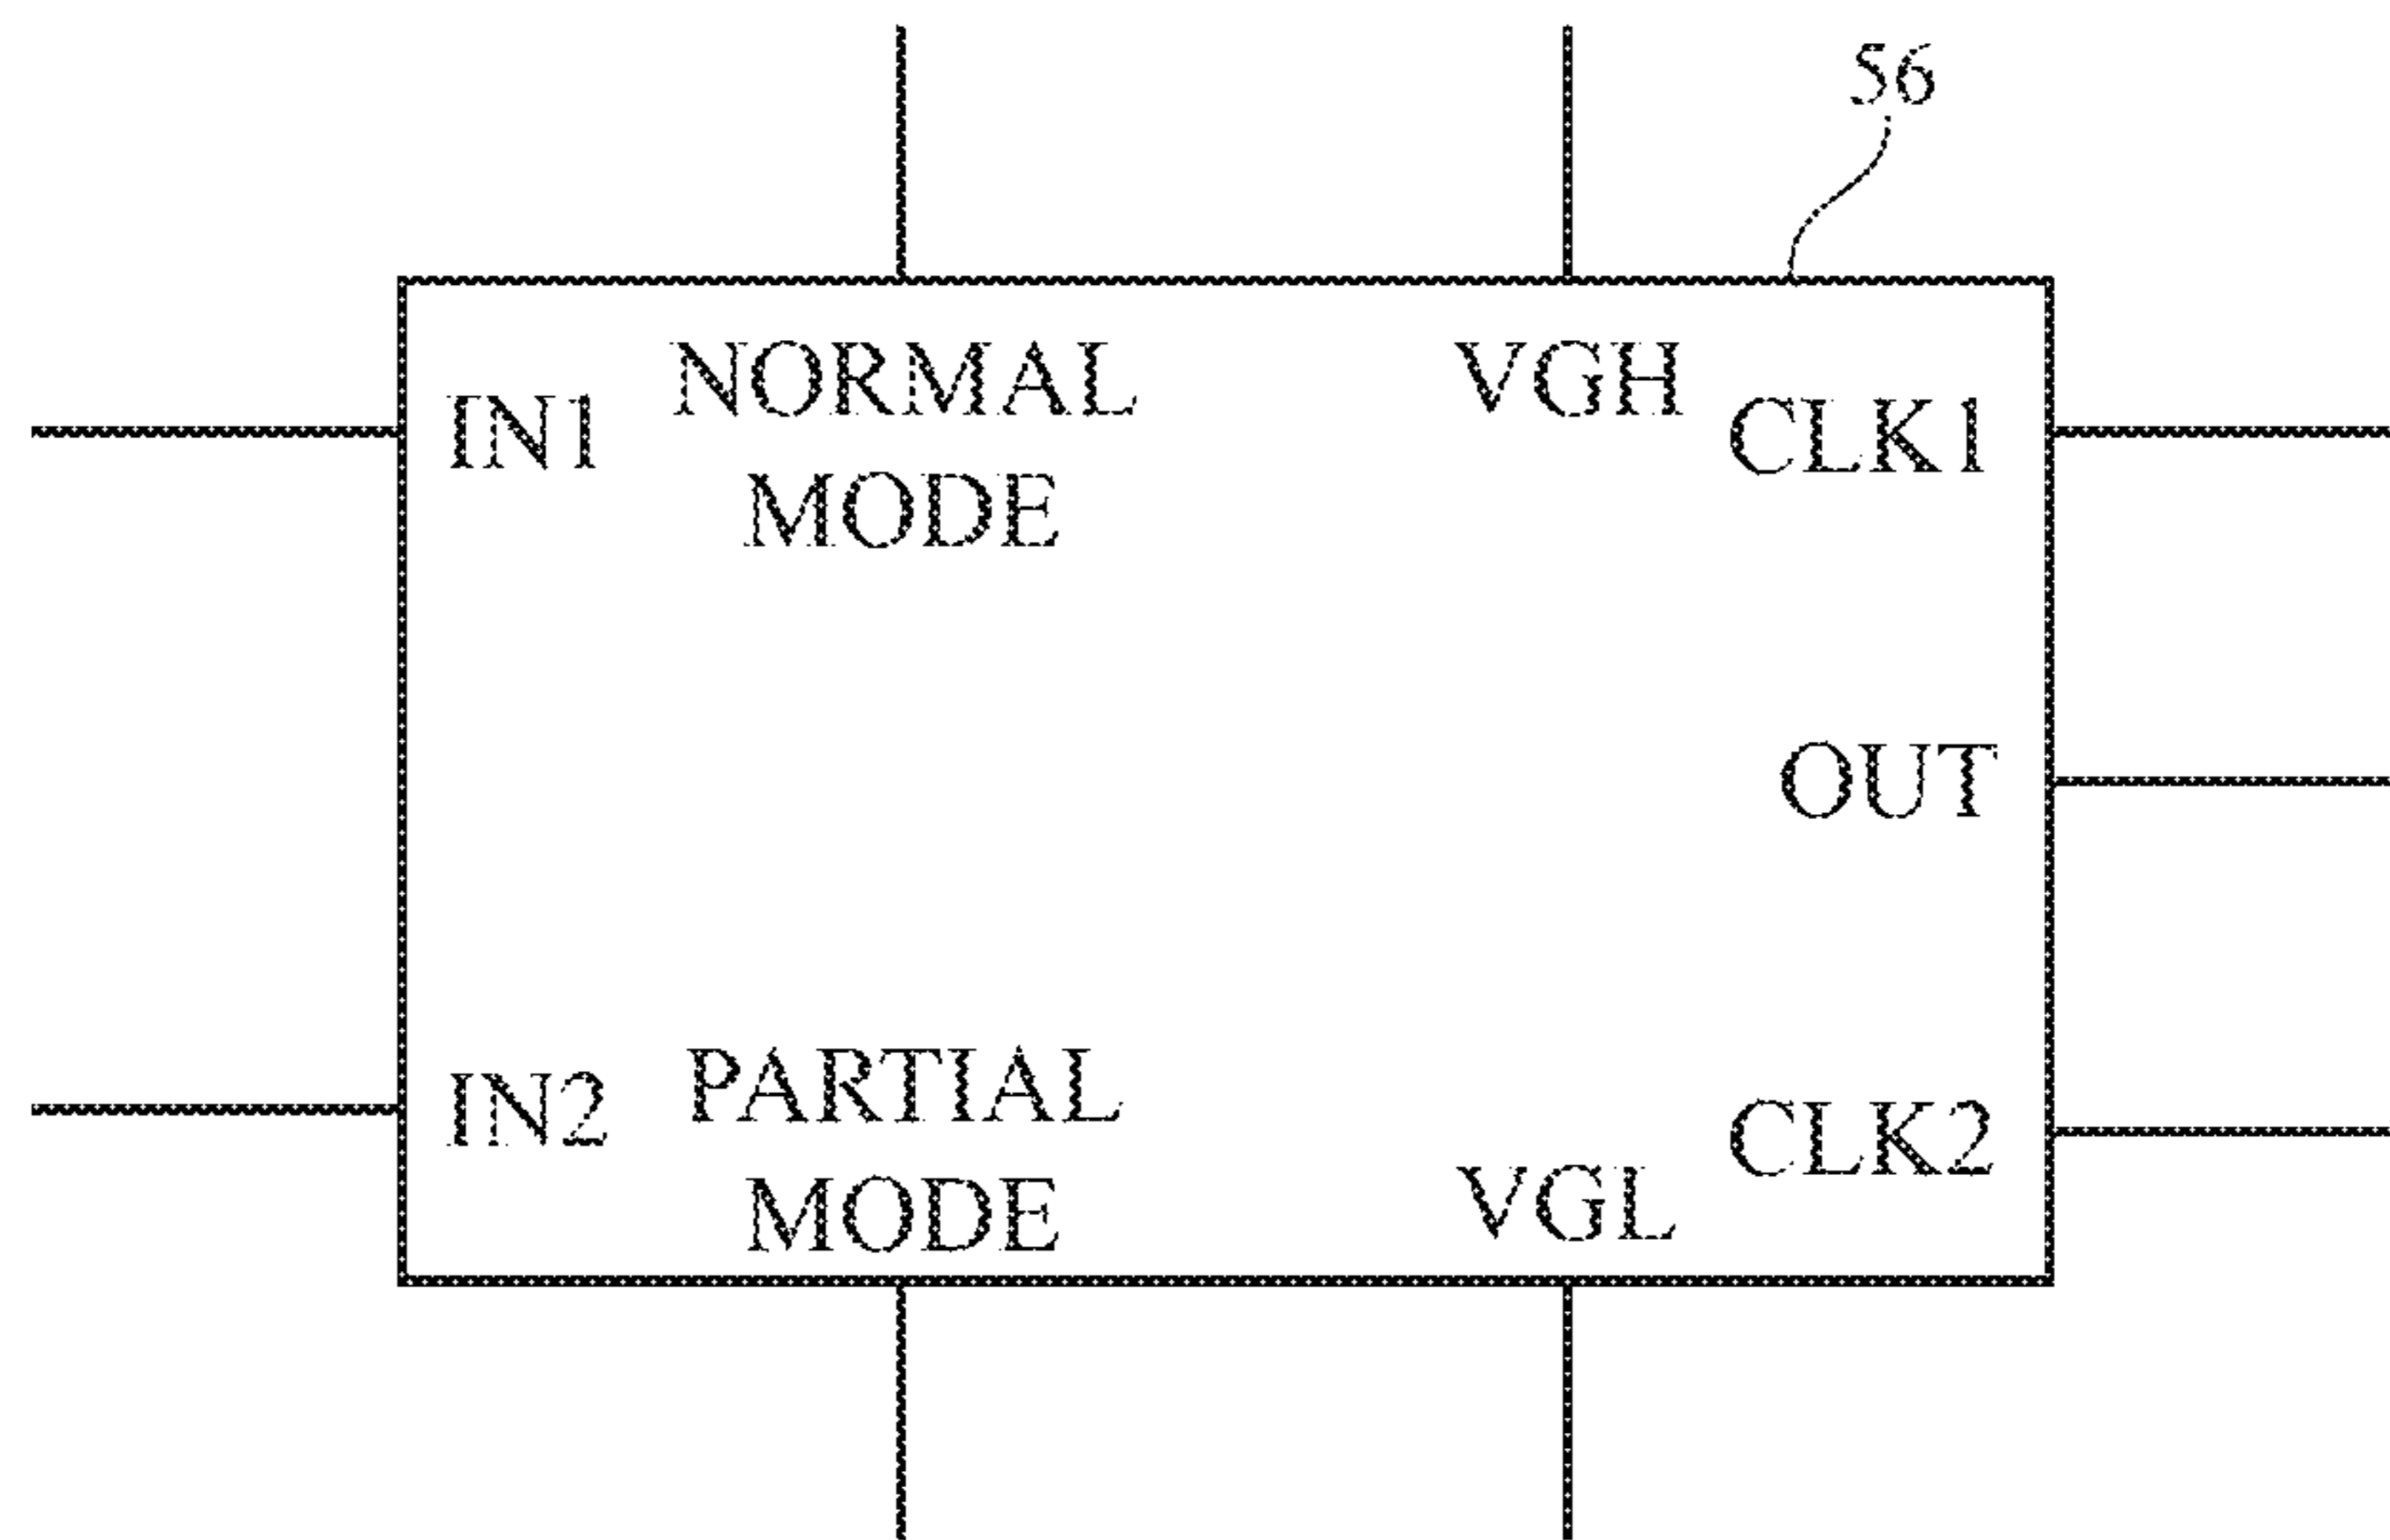 56
NORMAL
MODE
VGH
IN1
CLK1
OUT
IN2
PARTIAL
MODE
VGL
CLK2